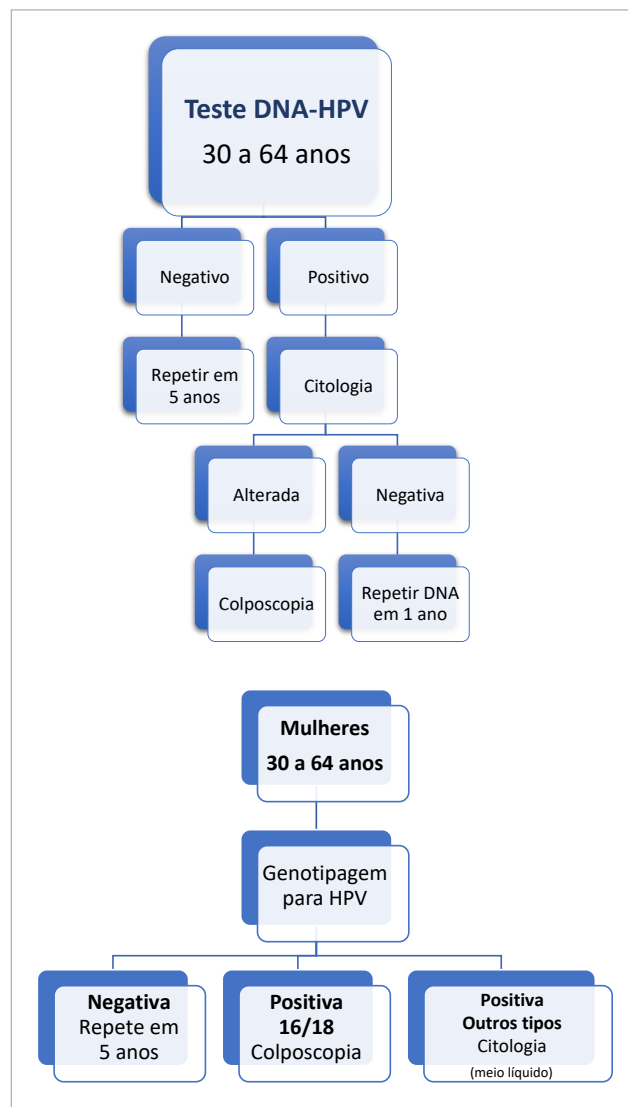 Teste DNA-HPV
30 a 64 anos
Negativo
Positivo
Repetir em
5 anos
Citologia
Alterada
Negativa
Colposcopia
Repetir DNA
em 1 ano
Mulheres
30 a 64 anos
Genotipagem
para HPV
Negativa
Repete em
5 anos
Positiva
16/18
Colposcopia
Positiva
Outros tipos
Citologia
(meio líquido)